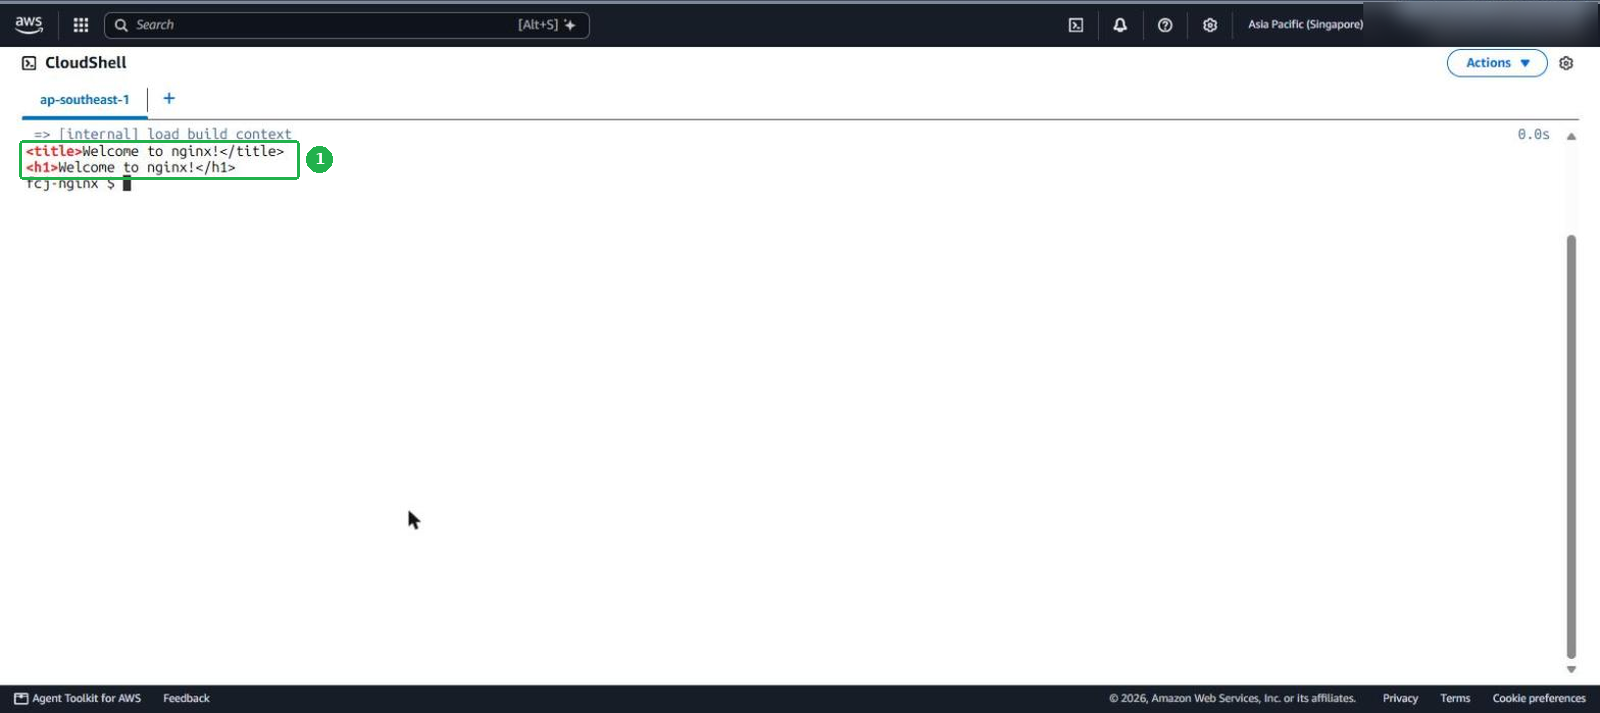 aws
Search [Alt+S]
Asia Pacific (Singapore)
CloudShell
Actions
ap-southeast-1 +
=> [internal] load build context 0.0s
<title>Welcome to nginx!</title>
<h1>Welcome to nginx!</h1>
1
fcj-nginx $
Agent Toolkit for AWS Feedback © 2026, Amazon Web Services, Inc. or its affiliates. Privacy Terms Cookie preferences